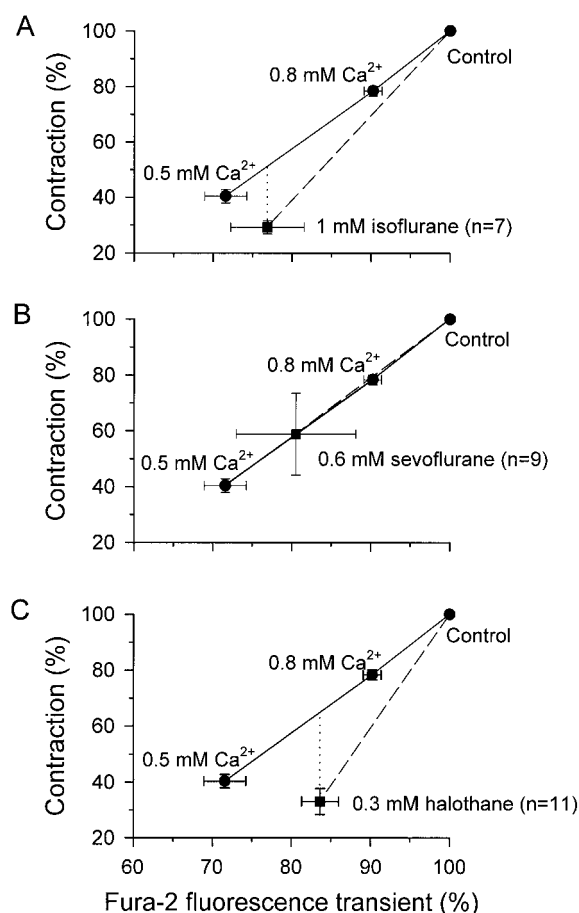 A
100
80
60
40
20
Contraction (%)
0.8 mM Ca²⁺
Control
0.5 mM Ca²⁺
1 mM isoflurane (n=7)
B
100
80
60
40
20
Contraction (%)
0.8 mM Ca²⁺
Control
0.5 mM Ca²⁺
0.6 mM sevoflurane (n=9)
C
100
80
60
40
20
Contraction (%)
0.8 mM Ca²⁺
Control
0.5 mM Ca²⁺
0.3 mM halothane (n=11)
60 70 80 90 100
Fura-2 fluorescence transient (%)